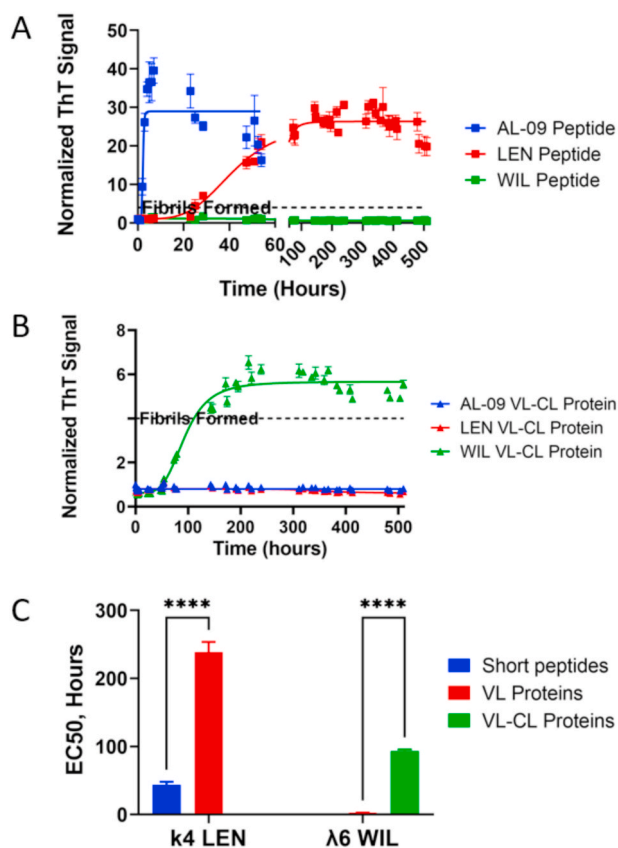 A
Normalized ThT Signal
50
40
30
20
10
0
Fibrils Formed
0
20
40
60
100
200
300
400
500
Time (Hours)
AL-09 Peptide
LEN Peptide
WIL Peptide
B
Normalized ThT Signal
8
6
4
2
0
Fibrils Formed
0
100
200
300
400
500
Time (hours)
AL-09 VL-CL Protein
LEN VL-CL Protein
WIL VL-CL Protein
C
EC50, Hours
300
200
100
0
****
****
k4 LEN
λ6 WIL
Short peptides
VL Proteins
VL-CL Proteins